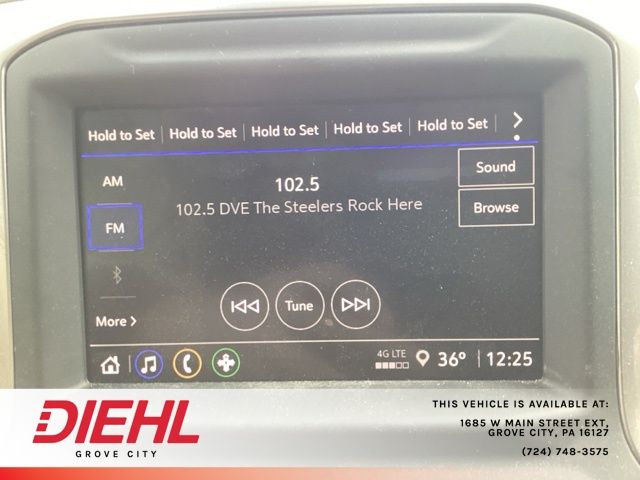 Hold to Set Hold to Set Hold to Set Hold to Set Hold to Set
AM
102.5
Sound
FM
102.5 DVE The Steelers Rock Here
Browse
More
Tune
4G LTE
36° 12:25
DIEHL
GROVE CITY
THIS VEHICLE IS AVAILABLE AT:
1685 W MAIN STREET EXT,
GROVE CITY, PA 16127
(724) 748-3575